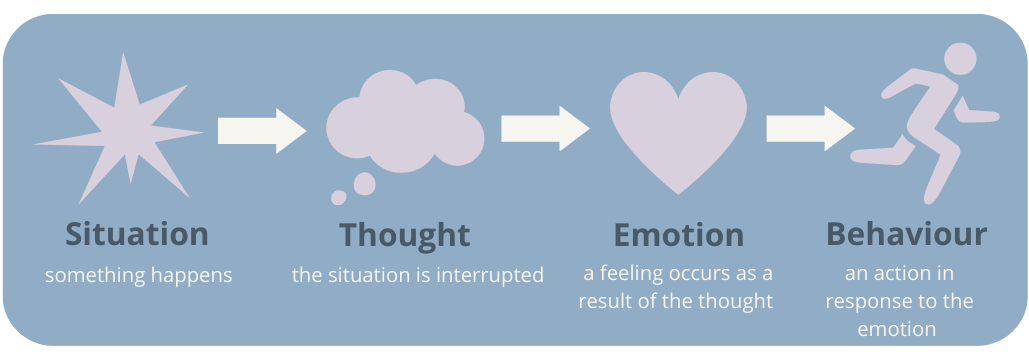 Situation
something happens
Thought
the situation is interrupted
Emotion
a feeling occurs as a
result of the thought
Behaviour
an action in
response to the
emotion